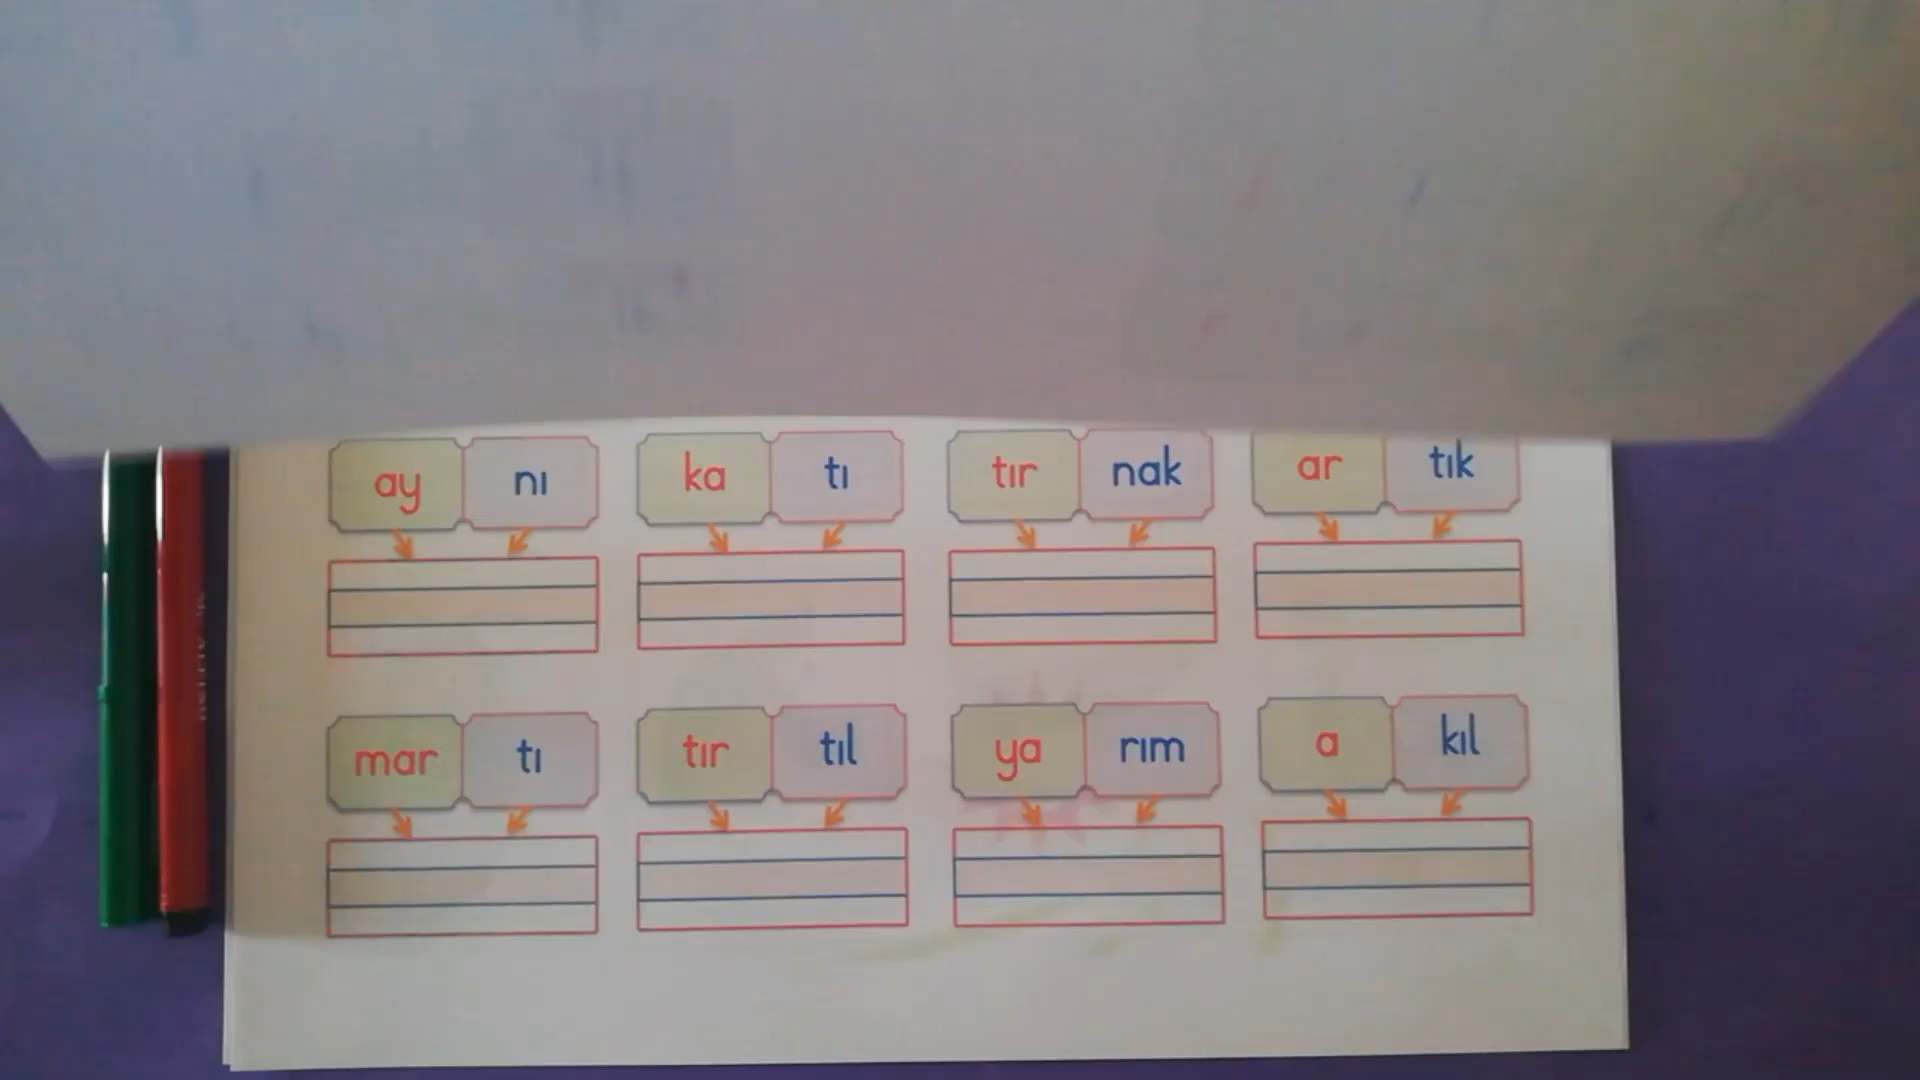 ay nı ka tı tır nak ar tık
mar tı tır tıl ya rım a kıl